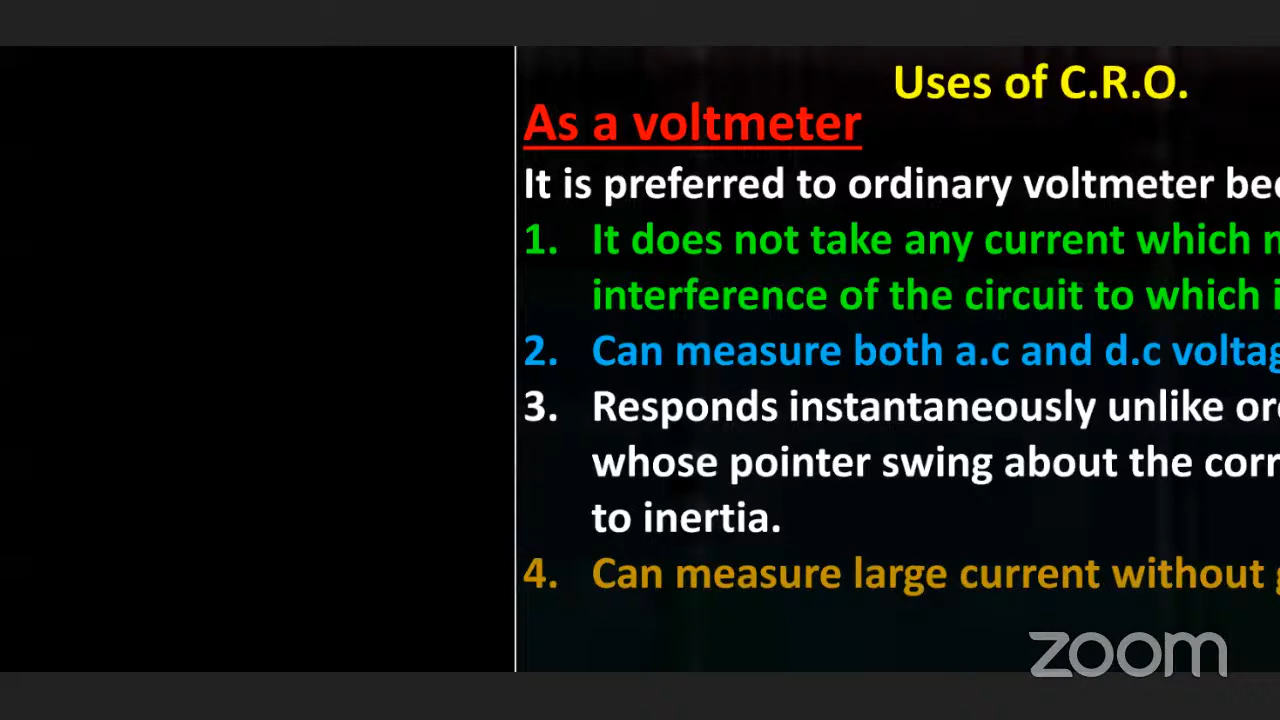 Uses of C.R.O.
As a voltmeter
It is preferred to ordinary voltmeter
1. It does not take any current which
interference of the circuit to which
2. Can measure both a.c and d.c
3. Responds instantaneously unlike
whose pointer swing about the
to inertia.
4. Can measure large current without
zoom